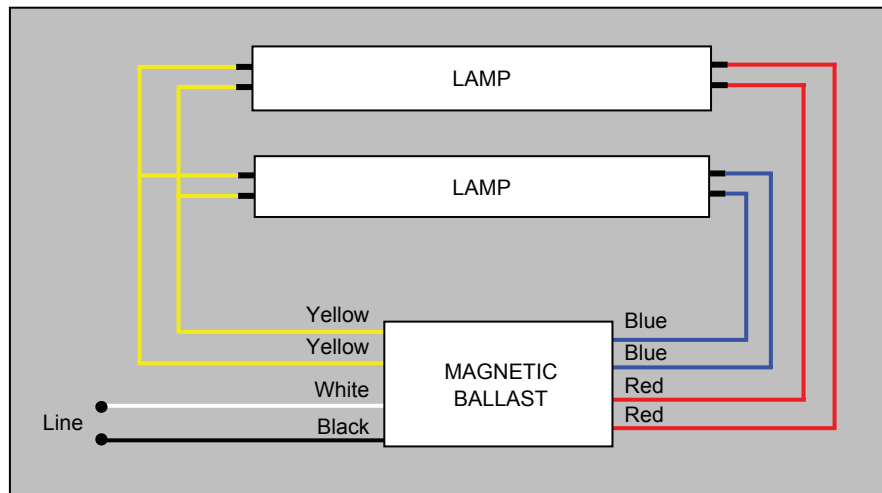 LAMP
LAMP
Yellow
Yellow
White
Black
Line
MAGNETIC
BALLAST
Blue
Blue
Red
Red